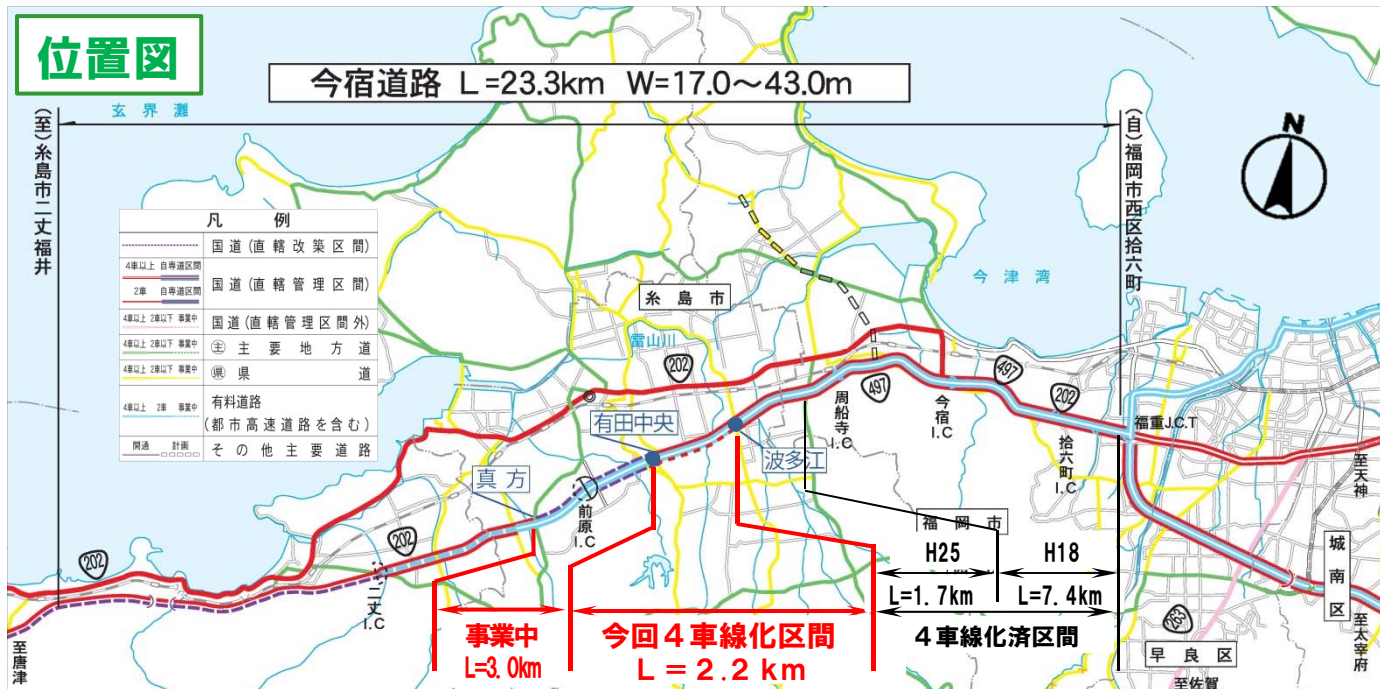 位置図
今宿道路 L=23.3km W=17.0～43.0m
玄界灘
(至)糸島市二丈福井
(自)福岡市西区拾六町
N
凡 例
国道(直轄改築区間)
4車以上 自専道区間
2車 自専道区間
国道(直轄管理区間)
4車以上 2車以下 事業中
国道(直轄管理区間外)
4車以上 2車以下 事業中
主 主要地方道
4車以上 2車以下 事業中
県 県道
4車以上 2車 事業中
有料道路
(都市高速道路を含む)
開通 計画
その他主要道路
糸島市
今津湾
雷山川
202
497
497
202
有田中央
周船寺I.C
今宿I.C
拾六町I.C
福重J.C.T
波多江
至天神
真方
前原I.C
福岡市
202
202
二丈I.C
城南区
H25
H18
L=1.7km
L=7.4km
事業中
L=3.0km
今回4車線化区間
L=2.2km
4車線化済区間
263
早良区
至唐津
至佐賀
至太宰府